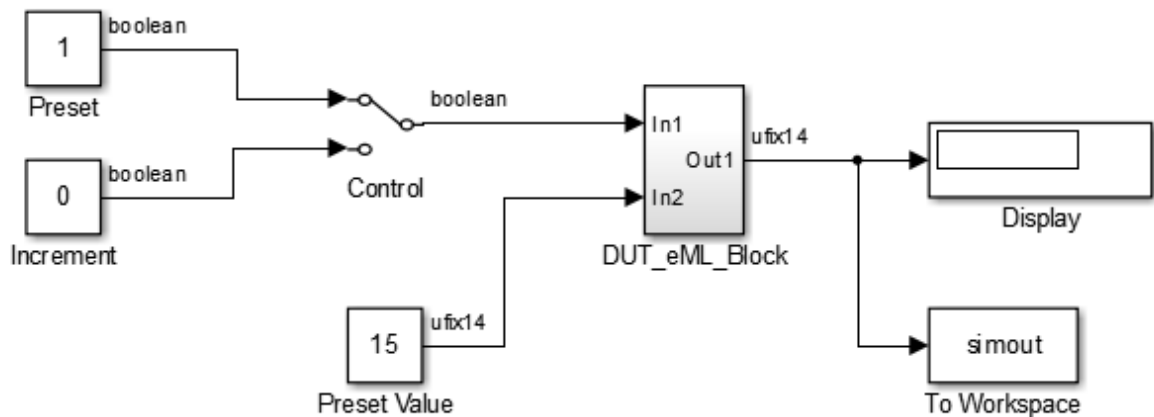 boolean
1
Preset
boolean
0
Increment
Control
boolean
In1
Out1
In2
ufix14
DUT_eML_Block
Display
15
ufix14
Preset Value
simout
To Workspace